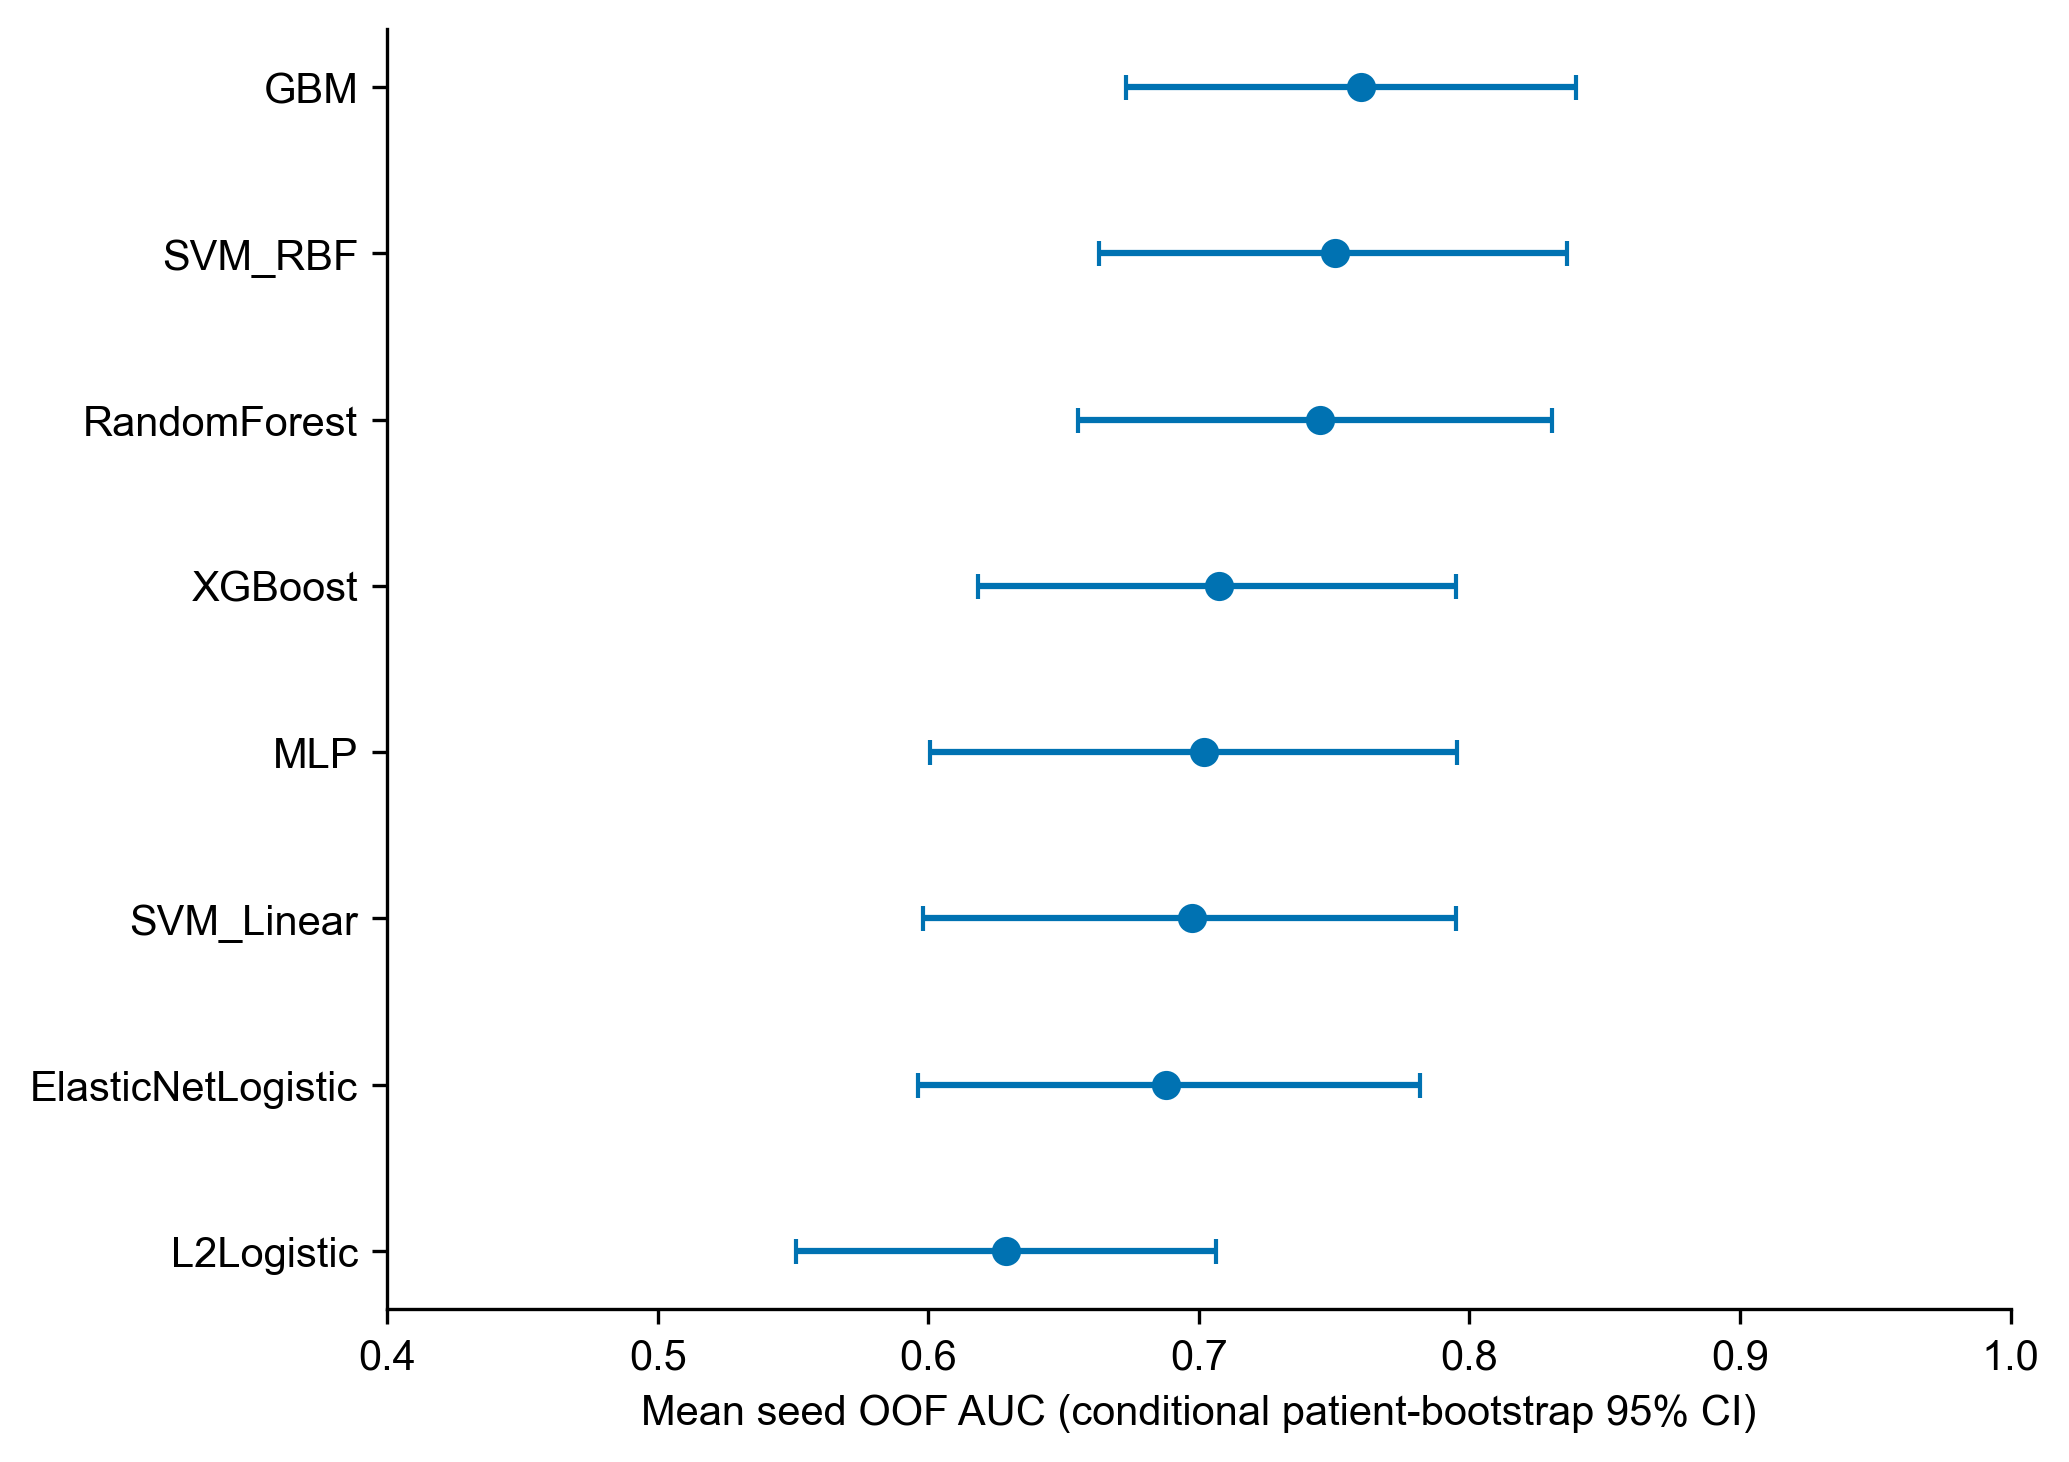 GBM
SVM_RBF
RandomForest
XGBoost
MLP
SVM_Linear
ElasticNetLogistic
L2Logistic
0.4 0.5 0.6 0.7 0.8 0.9 1.0
Mean seed OOF AUC (conditional patient-bootstrap 95% CI)